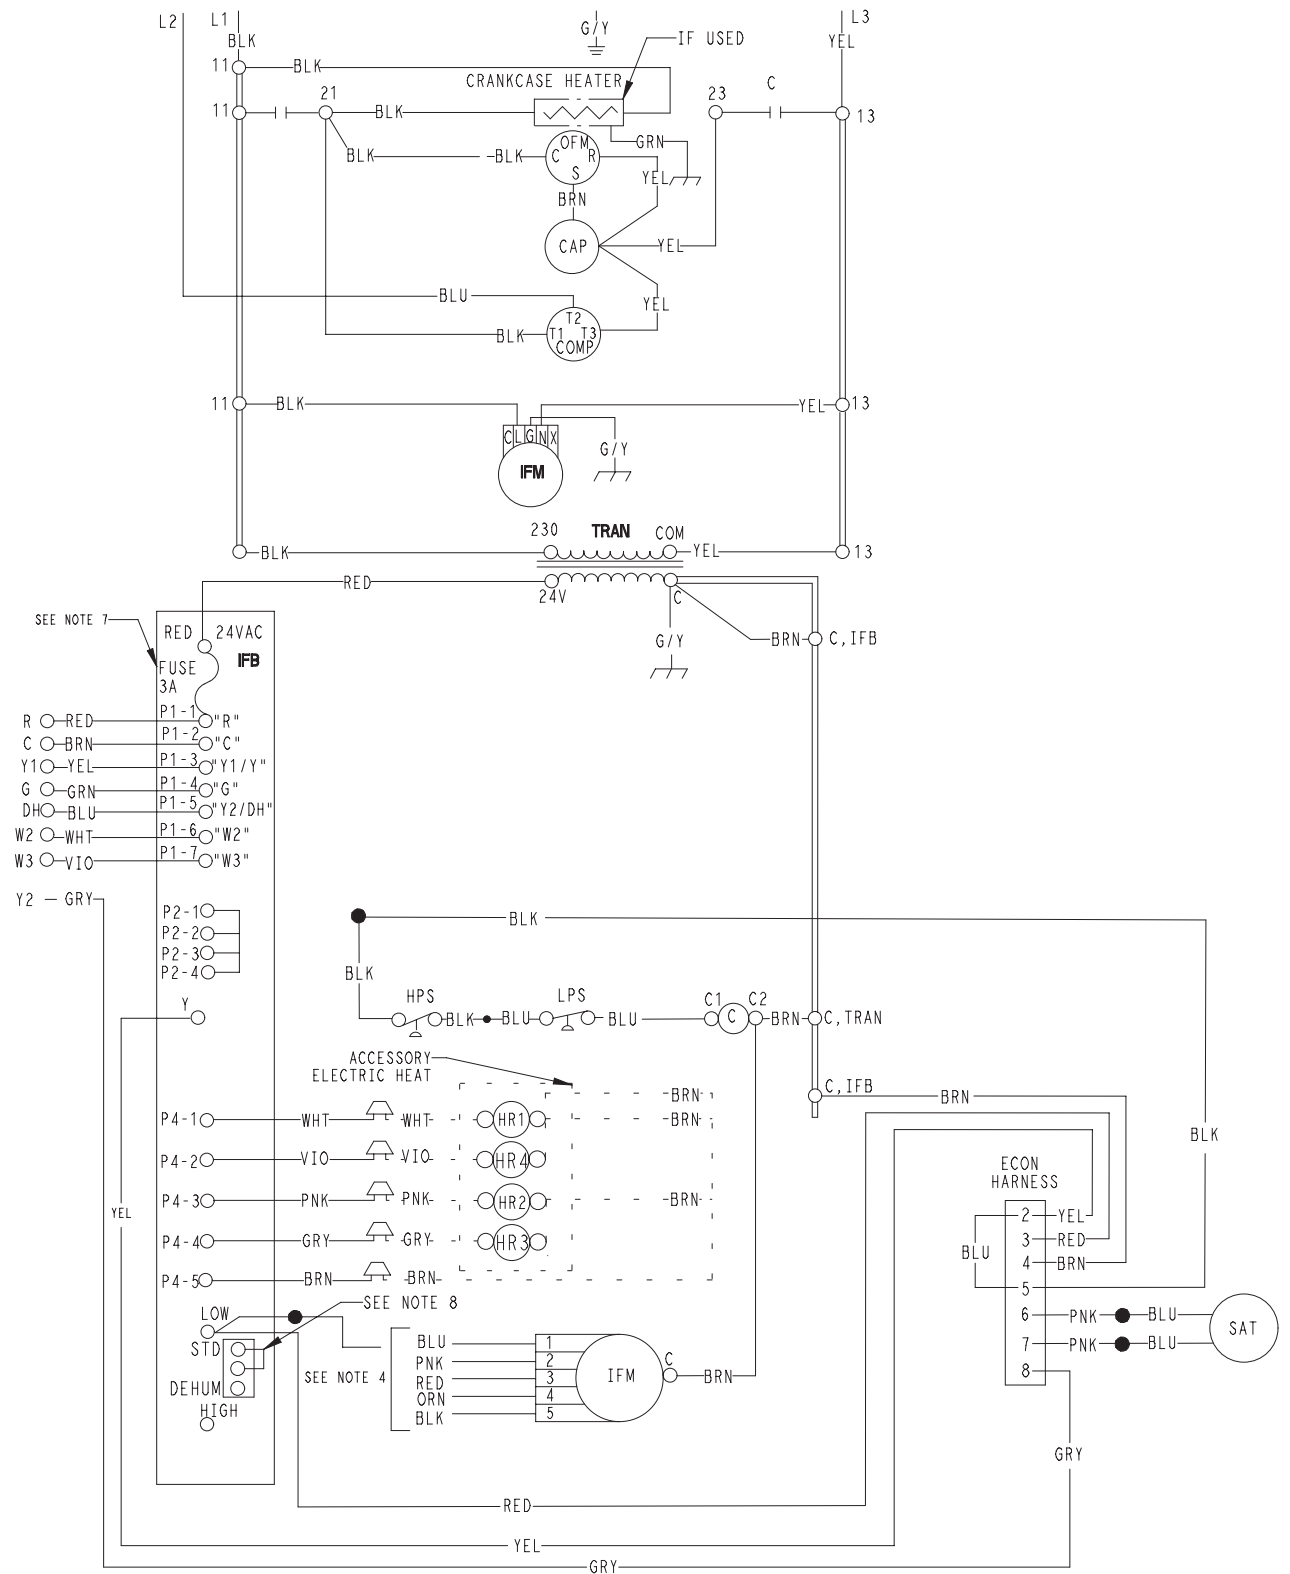 L2 L1 G/Y L3
BLK IF USED YEL
11 BLK
CRANKCASE HEATER
11 21 BLK 23 C 13
OFM GRN
BLK -BLK C R
S YEL
BRN
CAP YEL
BLU YEL
T2
BLK T1 T3
COMP
11 BLK YEL 13
C L G N X
G/Y
IFM
230 TRAN COM
BLK YEL 13
RED
24V C
SEE NOTE 7
RED 24VAC G/Y BRN C,IFB
IFB
FUSE
3A
R RED P1-1 "R"
C BRN P1-2 "C"
Y1 YEL P1-3 "Y1/Y"
G GRN P1-4 "G"
DH BLU P1-5 "Y2/DH"
W2 WHT P1-6 "W2"
W3 VIO P1-7 "W3"
Y2 — GRY
P2-1
P2-2
P2-3
P2-4
BLK
BLK
HPS LPS C1 C2
Y BLK BLU BLU C BRN C,TRAN
ACCESSORY
ELECTRIC HEAT
C,IFB
BRN BRN
P4-1 WHT WHT HR1 BRN
BLK
P4-2 VIO VIO HR4
ECON
HARNESS
P4-3 PNK PNK HR2 BRN
YEL
2 YEL
P4-4 GRY GRY HR3
3 RED
BLU
4 BRN
P4-5 BRN BRN
5
SEE NOTE 8
LOW
6 PNK BLU
SAT
STD
7 PNK BLU
BLU 1
PNK 2
RED 3
ORN 4
BLK 5
SEE NOTE 4
IFM C BRN
8
DEHUM
HIGH
GRY
RED
YEL
GRY